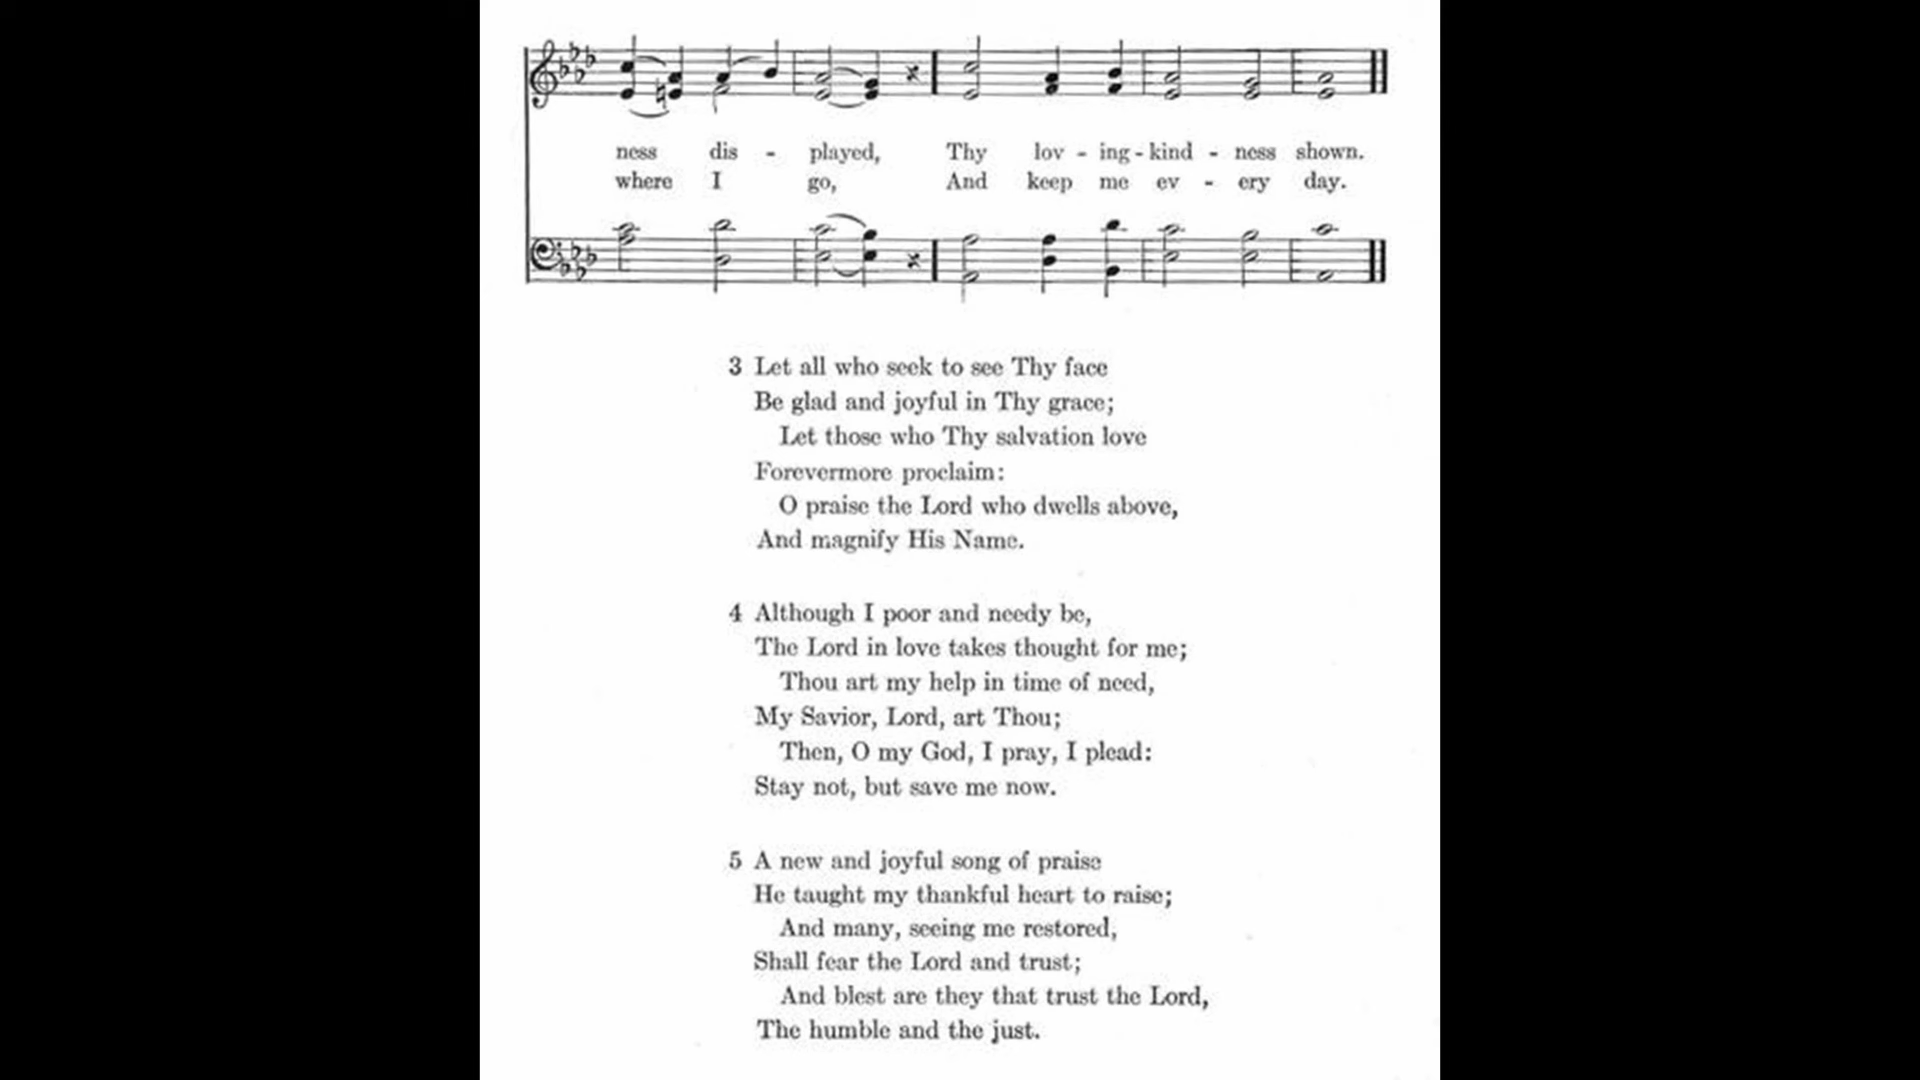 ness dis - played, Thy lov - ing - kind - ness shown.
where I go, And keep me ev - ery day.
3 Let all who seek to see Thy face
Be glad and joyful in Thy grace;
Let those who Thy salvation love
Forevermore proclaim:
O praise the Lord who dwells above,
And magnify His Name.
4 Although I poor and needy be,
The Lord in love takes thought for me;
Thou art my help in time of need,
My Savior, Lord, art Thou;
Then, O my God, I pray, I plead:
Stay not, but save me now.
5 A new and joyful song of praise
He taught my thankful heart to raise;
And many, seeing me restored,
Shall fear the Lord and trust;
And blest are they that trust the Lord,
The humble and the just.